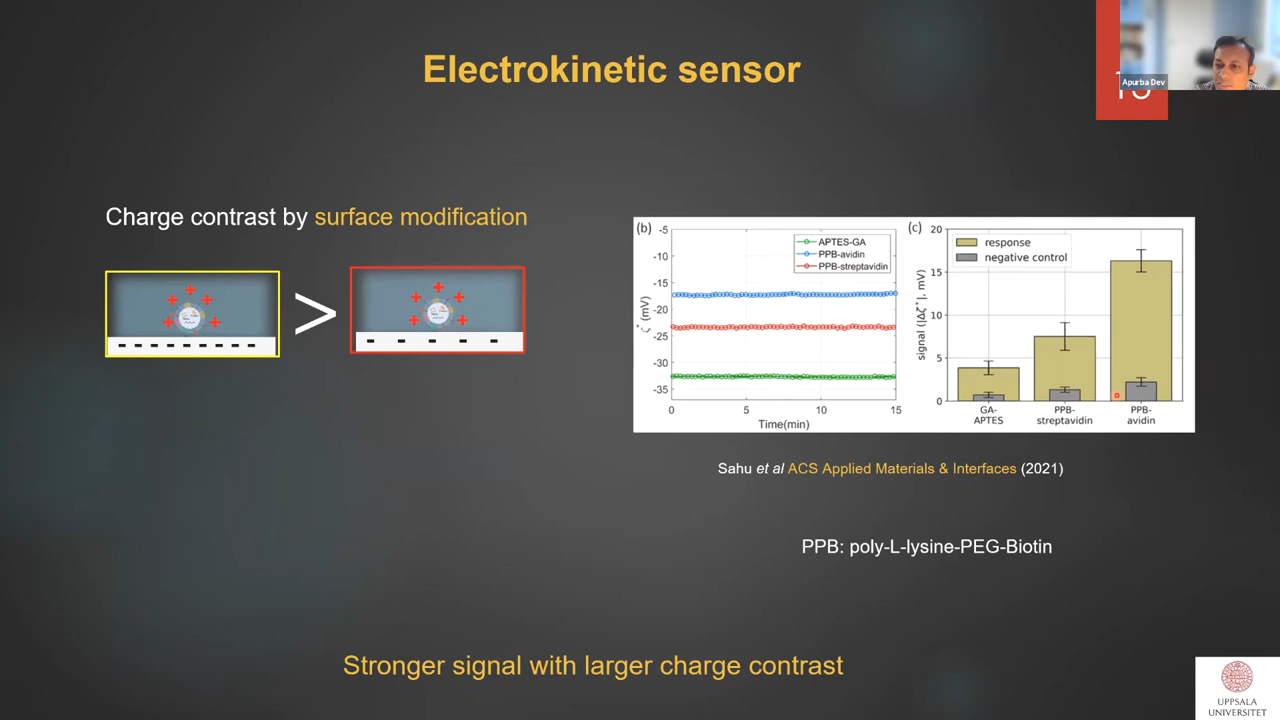 Electrokinetic sensor
Apurba Dev
Charge contrast by surface modification
+ + + + +
>
+ + + + +
(b)
-5
-10
-15
-20
-25
-30
-35
ζ* (mV)
APTES-GA
PPB-avidin
PPB-streptavidin
0 5 10 15
Time(min)
(c)
20
15
10
5
0
signal (|Δζ*|, mV)
response
negative control
GA-
APTES
PPB-
streptavidin
PPB-
avidin
Sahu et al ACS Applied Materials & Interfaces (2021)
PPB: poly-L-lysine-PEG-Biotin
Stronger signal with larger charge contrast
UPPSALA
UNIVERSITET